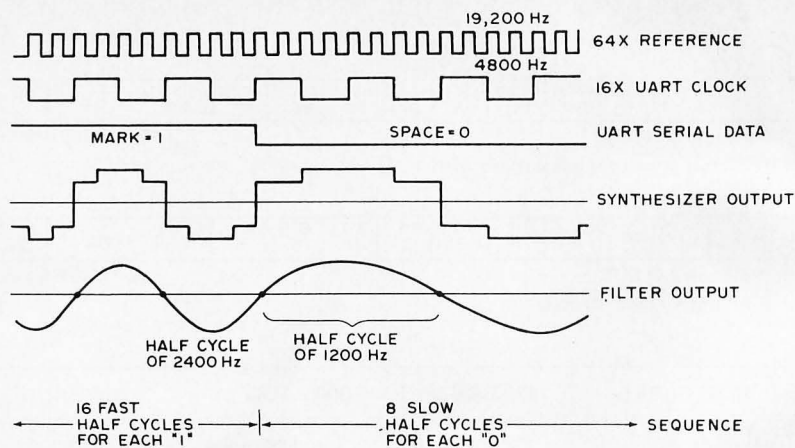 19,200 Hz
64X REFERENCE
4800 Hz
16X UART CLOCK
MARK = 1
SPACE = 0
UART SERIAL DATA
SYNTHESIZER OUTPUT
FILTER OUTPUT
HALF CYCLE
OF 2400 Hz
HALF CYCLE
OF 1200 Hz
16 FAST
HALF CYCLES
FOR EACH "1"
8 SLOW
HALF CYCLES
FOR EACH "0"
SEQUENCE